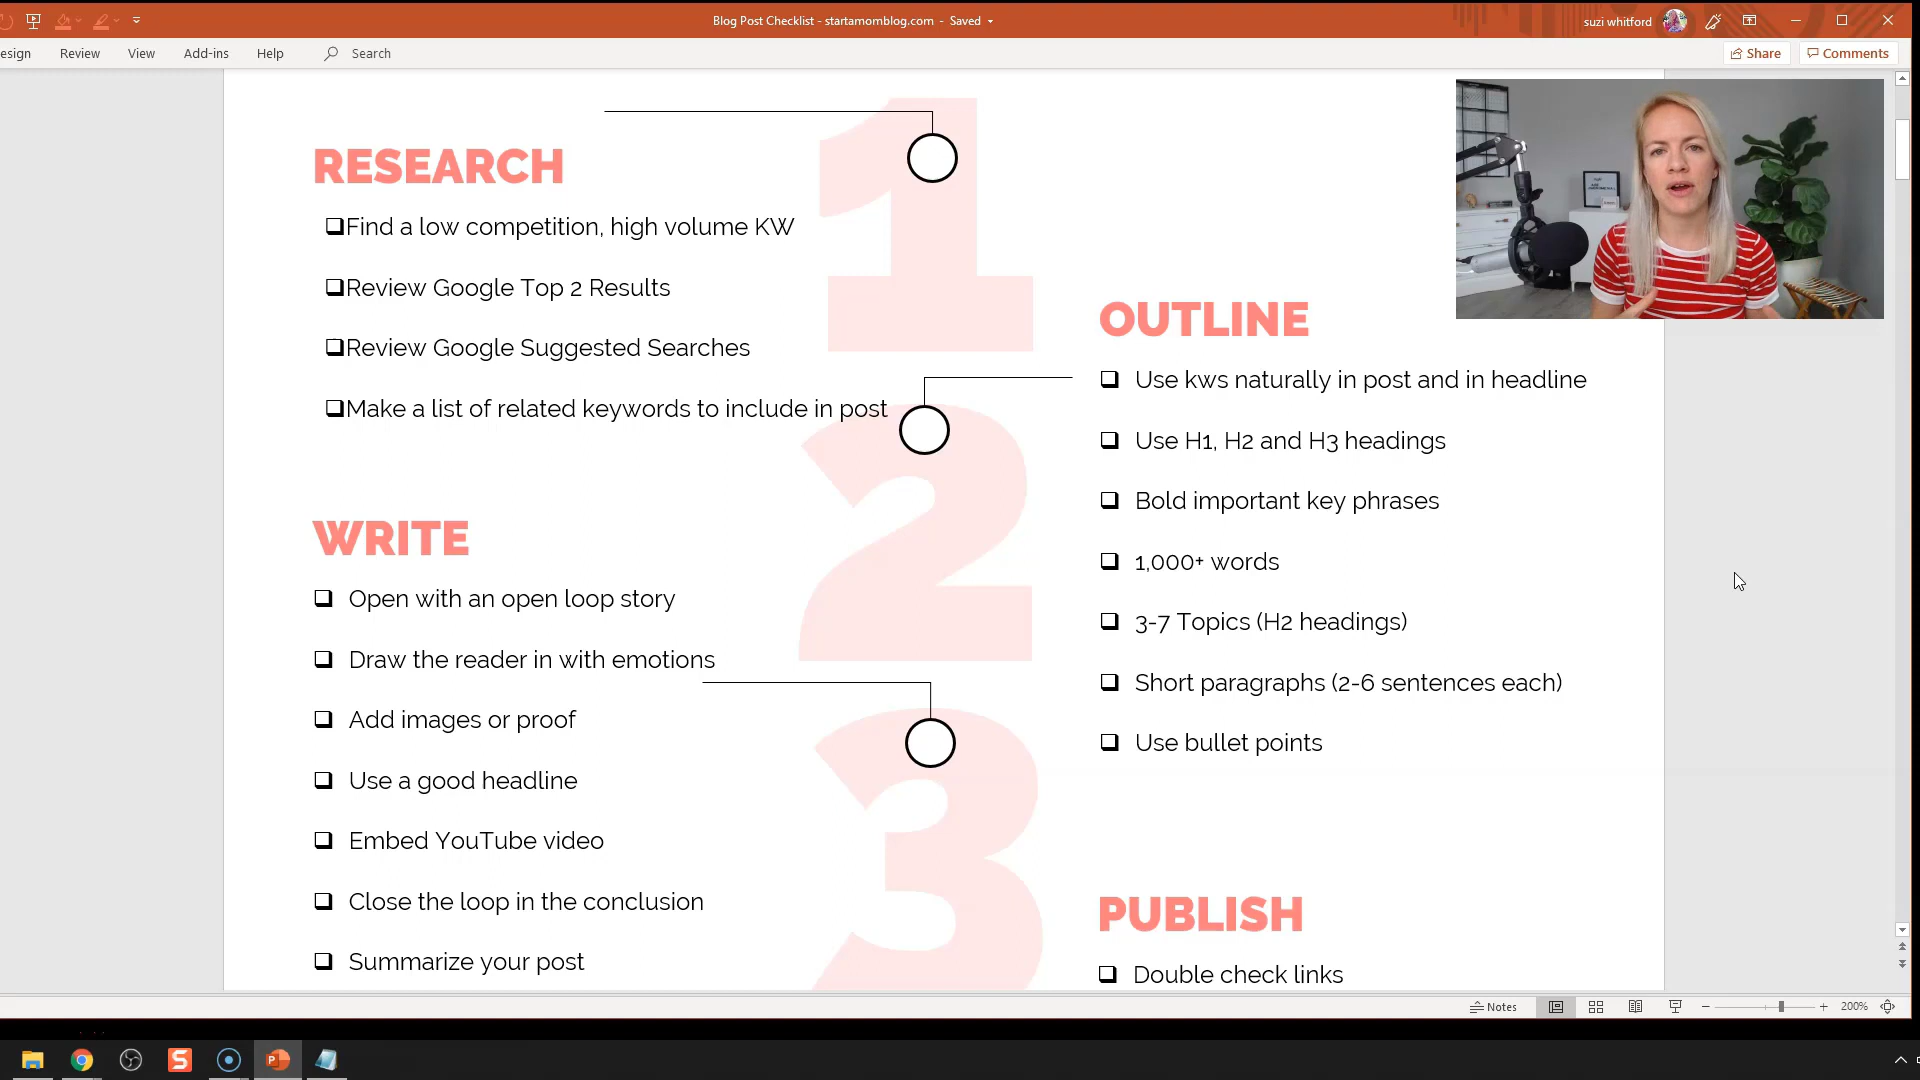 Blog Post Checklist - startamomblog.com - Saved
suzi whitford
esign Review View Add-ins Help Search Share Comments
1
RESEARCH
Find a low competition, high volume KW
Review Google Top 2 Results
Review Google Suggested Searches
Make a list of related keywords to include in post
2
OUTLINE
Use kws naturally in post and in headline
Use H1, H2 and H3 headings
Bold important key phrases
1,000+ words
3-7 Topics (H2 headings)
Short paragraphs (2-6 sentences each)
Use bullet points
3
WRITE
Open with an open loop story
Draw the reader in with emotions
Add images or proof
Use a good headline
Embed YouTube video
Close the loop in the conclusion
Summarize your post
PUBLISH
Double check links
Notes
200%